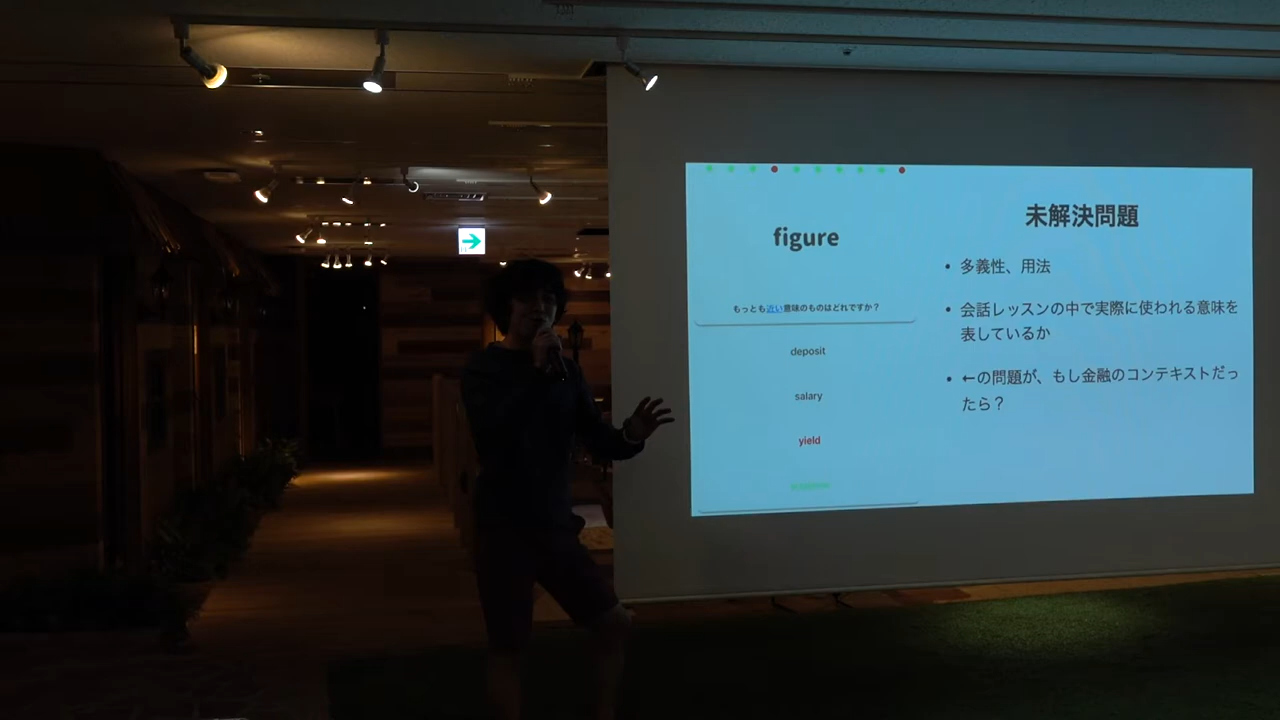 figure
もっとも近い意味のものはどれですか？
deposit
salary
yield
未解決問題
• 多義性、用法
• 会話レッスンの中で実際に使われる意味を
表しているか
• ←の問題が、もし金融のコンテキストだっ
たら？